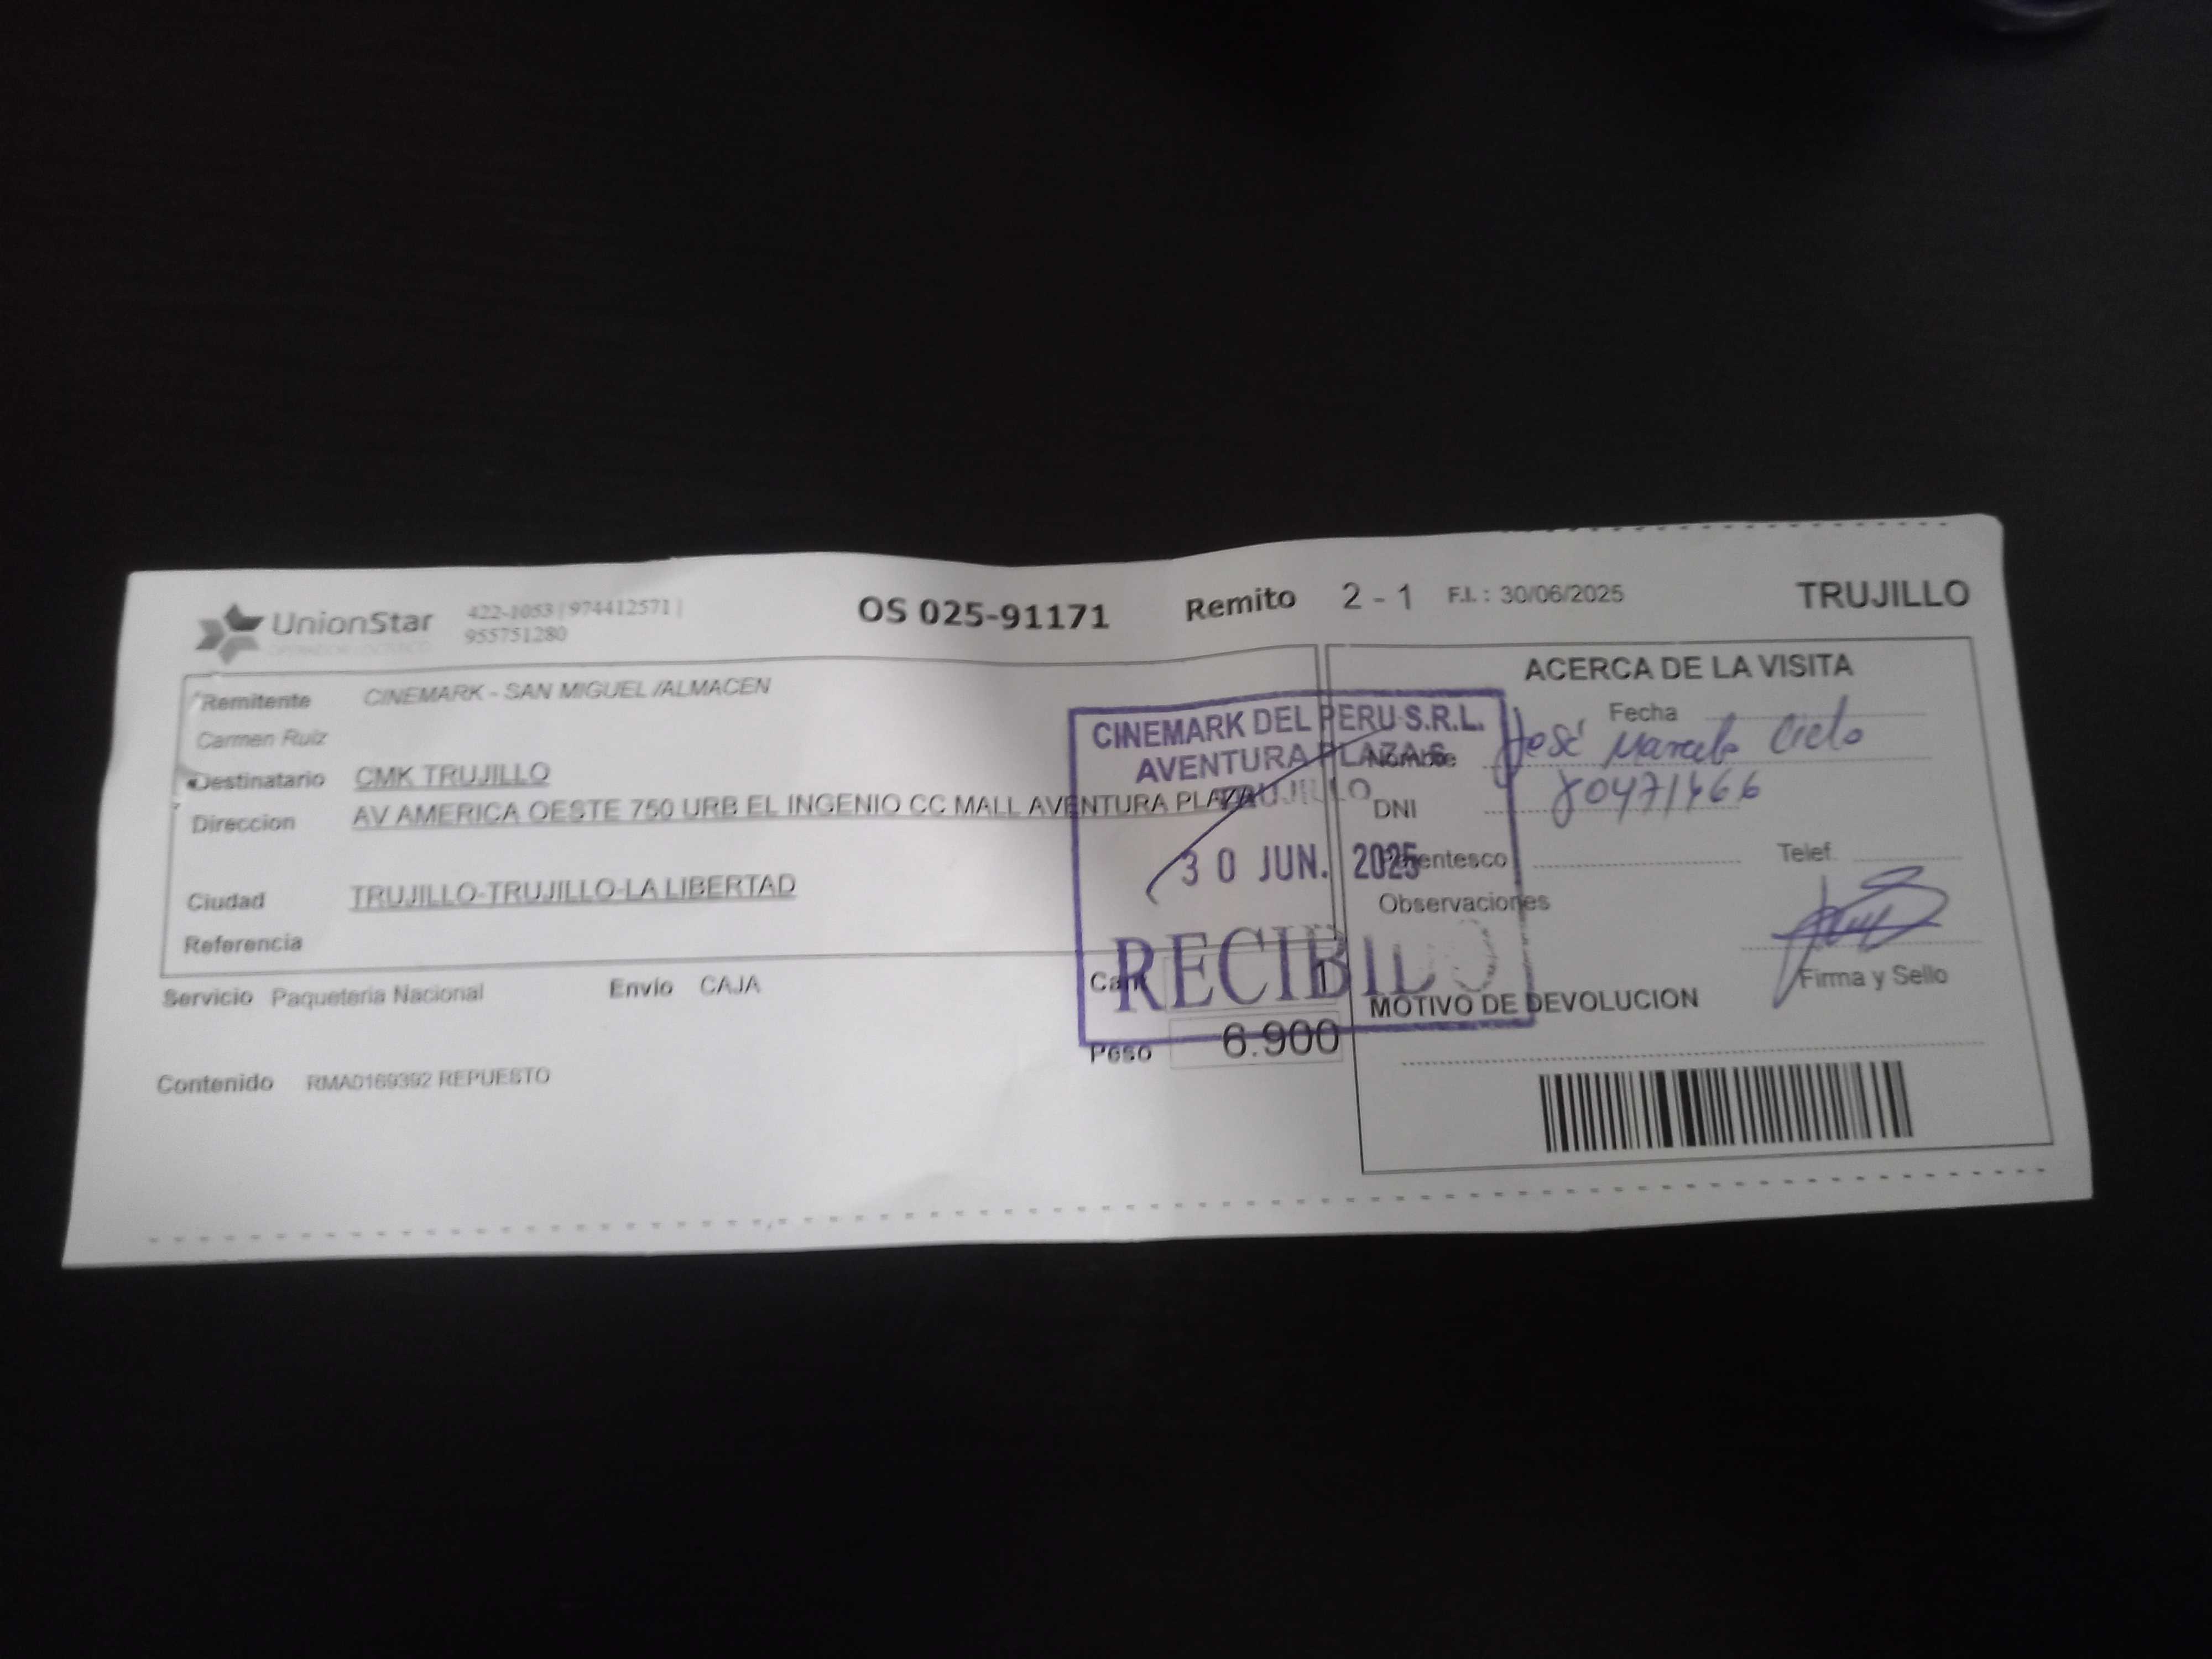 UnionStar
422-1053 | 974412571 |
955751280
OS 025-91171
Remito 2 - 1 F.I. : 30/06/2025
TRUJILLO
Remitente CINEMARK - SAN MIGUEL /ALMACEN
Carmen Ruiz
Destinatario CMK TRUJILLO
Direccion AV AMERICA OESTE 750 URB EL INGENIO CC MALL AVENTURA PLAZA
Ciudad TRUJILLO-TRUJILLO-LA LIBERTAD
Referencia
Servicio Paqueteria Nacional Envío CAJA
Can 1
Peso 6.900
Contenido RMA0169392 REPUESTO
CINEMARK DEL PERU S.R.L.
AVENTURA PLAZA S.
TRUJILLO
30 JUN. 2025
RECIBIDO
ACERCA DE LA VISITA
Fecha
Nombre José Marcelo Cielo
DNI 80471466
Parentesco Telef.
Observaciones
Firma y Sello
MOTIVO DE DEVOLUCION